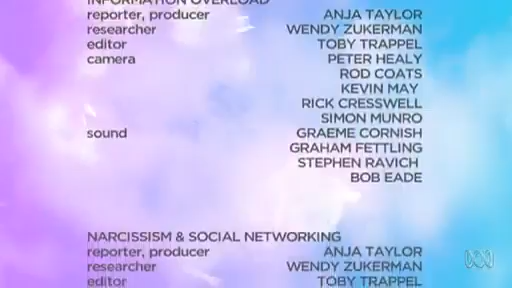 INFORMATION OVERLOAD
reporter, producer ANJA TAYLOR
researcher WENDY ZUKERMAN
editor TOBY TRAPPEL
camera PETER HEALY
ROD COATS
KEVIN MAY
RICK CRESSWELL
SIMON MUNRO
sound GRAEME CORNISH
GRAHAM FETTLING
STEPHEN RAVICH
BOB EADE
NARCISSISM & SOCIAL NETWORKING
reporter, producer ANJA TAYLOR
researcher WENDY ZUKERMAN
editor TOBY TRAPPEL